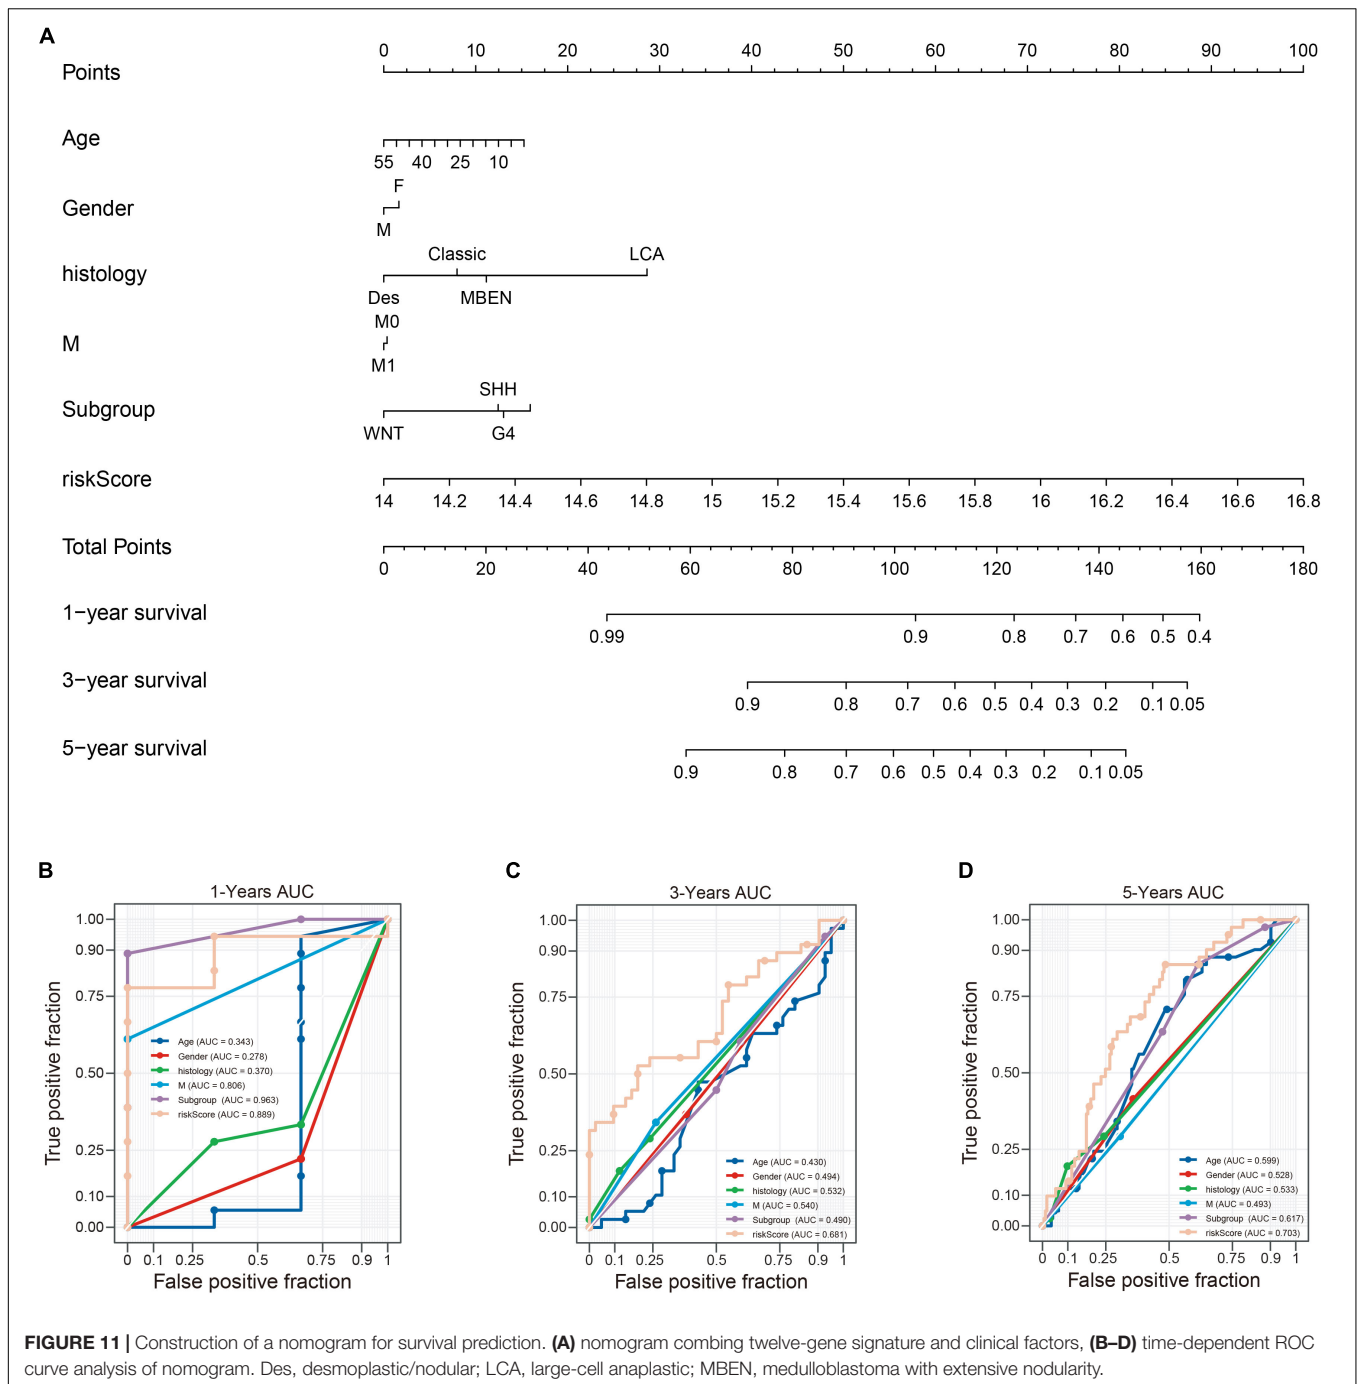 A
0 10 20 30 40 50 60 70 80 90 100
Points
Age
55 40 25 10
F
Gender
M
Classic LCA
histology
Des MBEN
M0
M
M1
SHH
Subgroup
WNT G4
riskScore
14 14.2 14.4 14.6 14.8 15 15.2 15.4 15.6 15.8 16 16.2 16.4 16.6 16.8
Total Points
0 20 40 60 80 100 120 140 160 180
1−year survival
0.99 0.9 0.8 0.7 0.6 0.5 0.4
3−year survival
0.9 0.8 0.7 0.6 0.5 0.4 0.3 0.2 0.1 0.05
5−year survival
0.9 0.8 0.7 0.6 0.5 0.4 0.3 0.2 0.1 0.05
B
1-Years AUC
True positive fraction
1.00
0.90
0.75
0.50
0.25
0.10
0.00
Age (AUC = 0.343)
Gender (AUC = 0.278)
histology (AUC = 0.370)
M (AUC = 0.806)
Subgroup (AUC = 0.963)
riskScore (AUC = 0.889)
0 0.1 0.25 0.5 0.75 0.9 1
False positive fraction
C
3-Years AUC
True positive fraction
1.00
0.90
0.75
0.50
0.25
0.10
0.00
Age (AUC = 0.430)
Gender (AUC = 0.494)
histology (AUC = 0.532)
M (AUC = 0.540)
Subgroup (AUC = 0.490)
riskScore (AUC = 0.681)
0 0.1 0.25 0.5 0.75 0.9 1
False positive fraction
D
5-Years AUC
True positive fraction
1.00
0.90
0.75
0.50
0.25
0.10
0.00
Age (AUC = 0.599)
Gender (AUC = 0.528)
histology (AUC = 0.533)
M (AUC = 0.493)
Subgroup (AUC = 0.617)
riskScore (AUC = 0.703)
0 0.1 0.25 0.5 0.75 0.9 1
False positive fraction
FIGURE 11 | Construction of a nomogram for survival prediction. (A) nomogram combing twelve-gene signature and clinical factors, (B–D) time-dependent ROC
curve analysis of nomogram. Des, desmoplastic/nodular; LCA, large-cell anaplastic; MBEN, medulloblastoma with extensive nodularity.